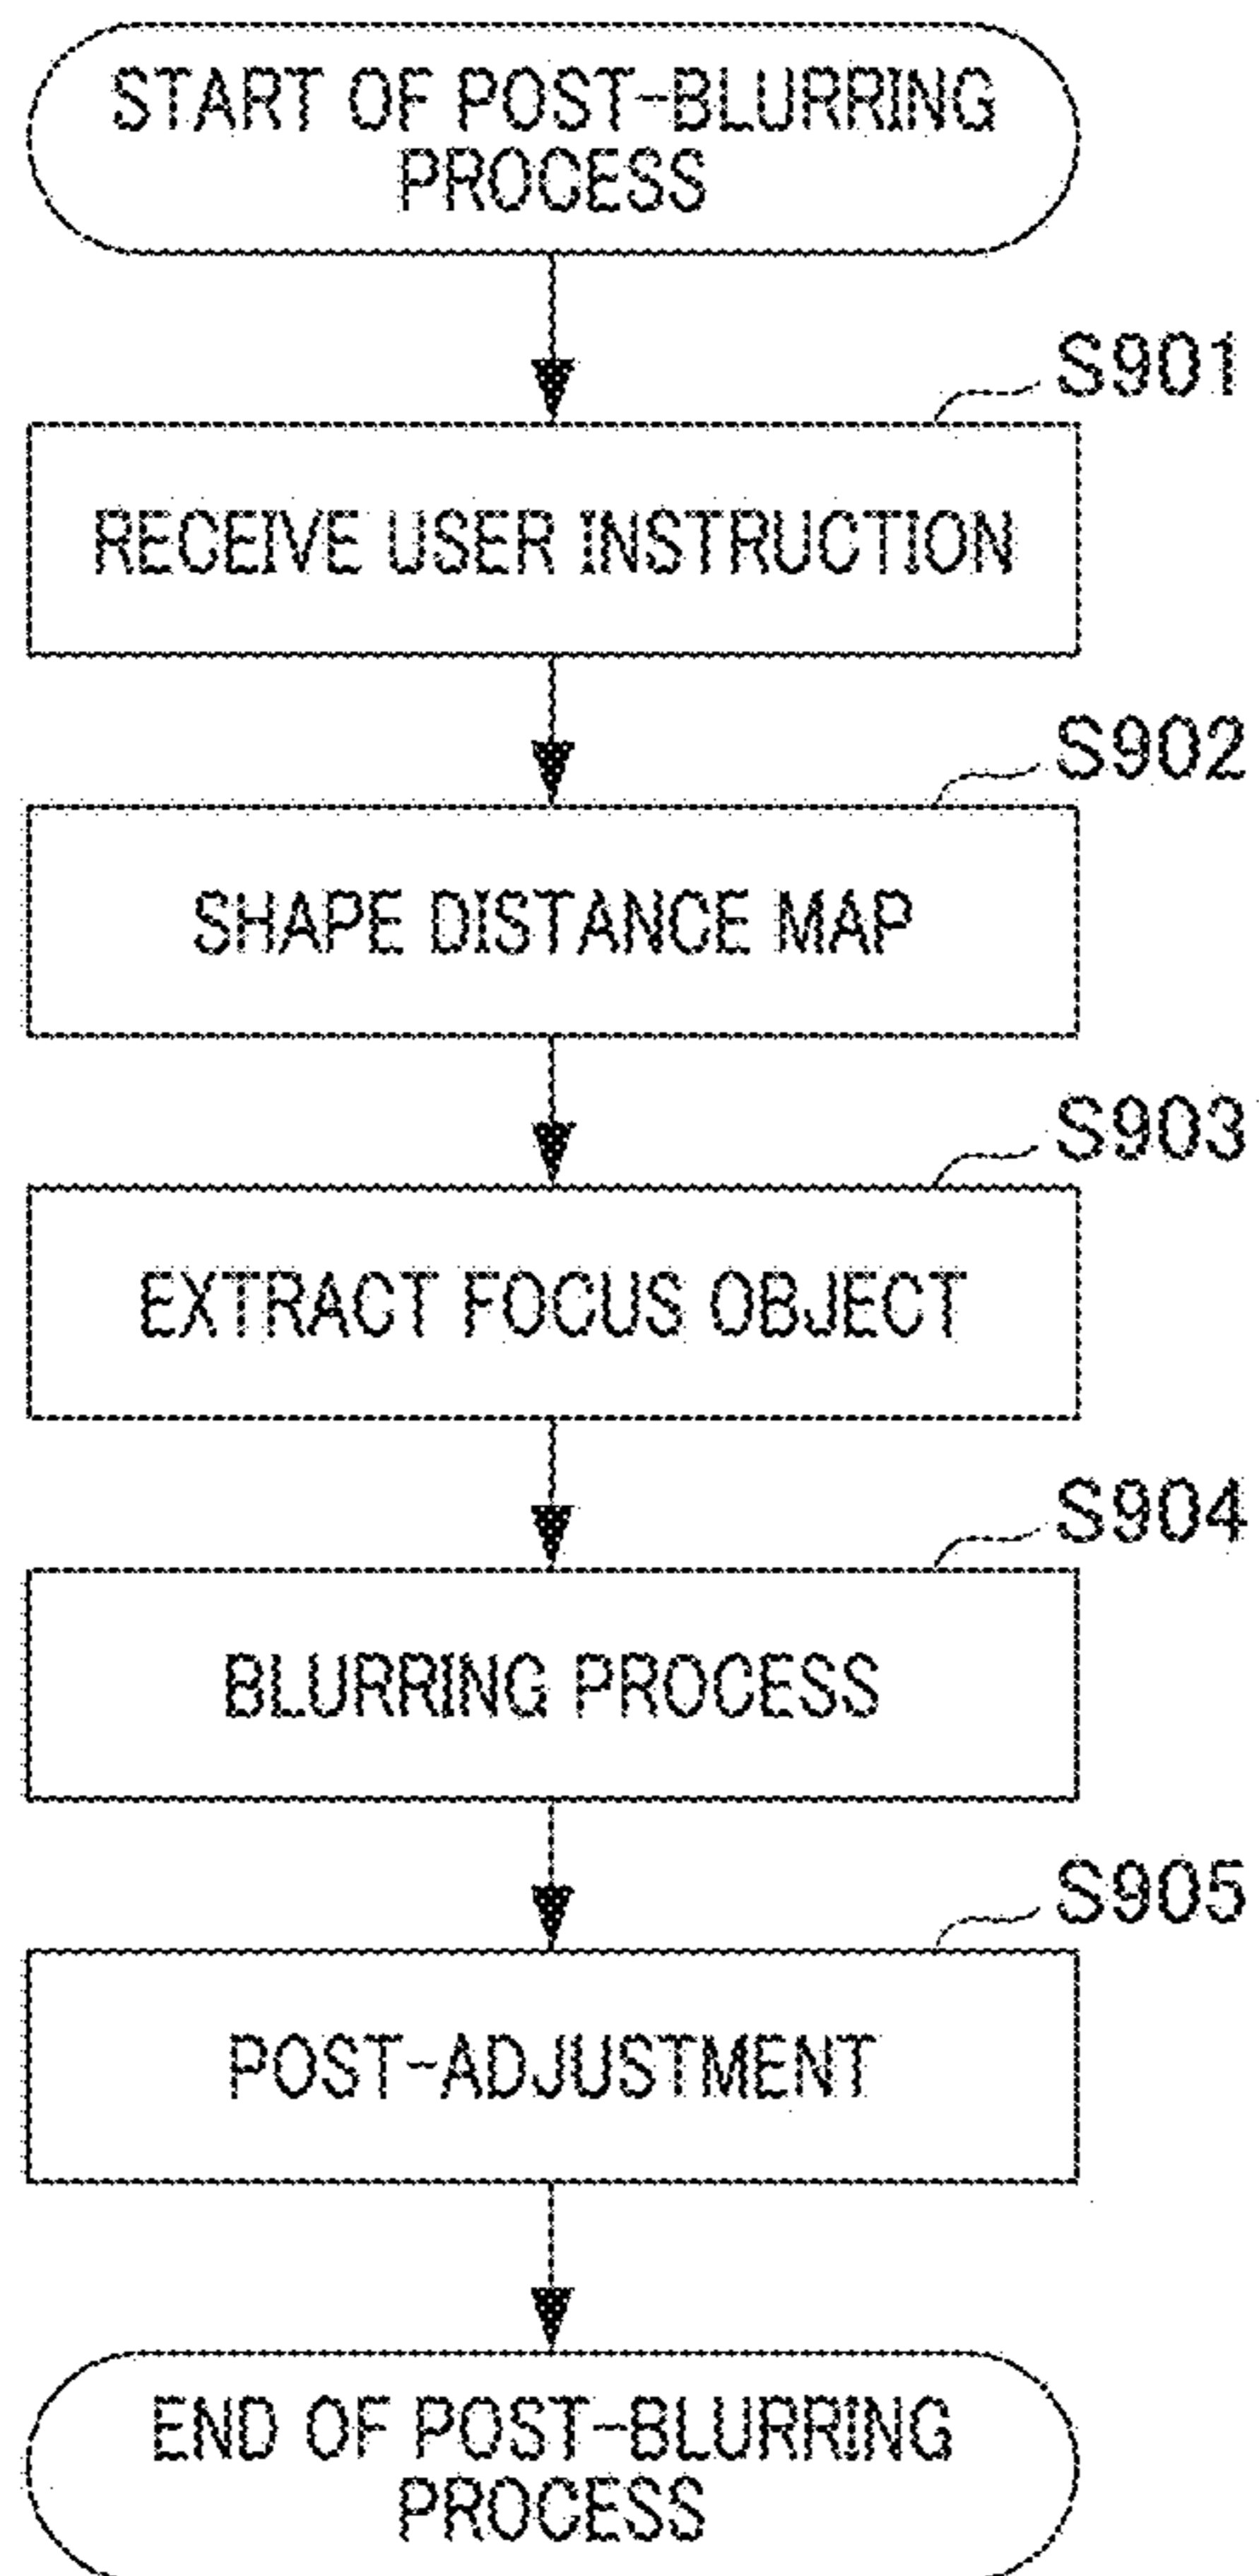 START OF POST-BLURRING
PROCESS
S901
RECEIVE USER INSTRUCTION
S902
SHAPE DISTANCE MAP
S903
EXTRACT FOCUS OBJECT
S904
BLURRING PROCESS
S905
POST-ADJUSTMENT
END OF POST-BLURRING
PROCESS